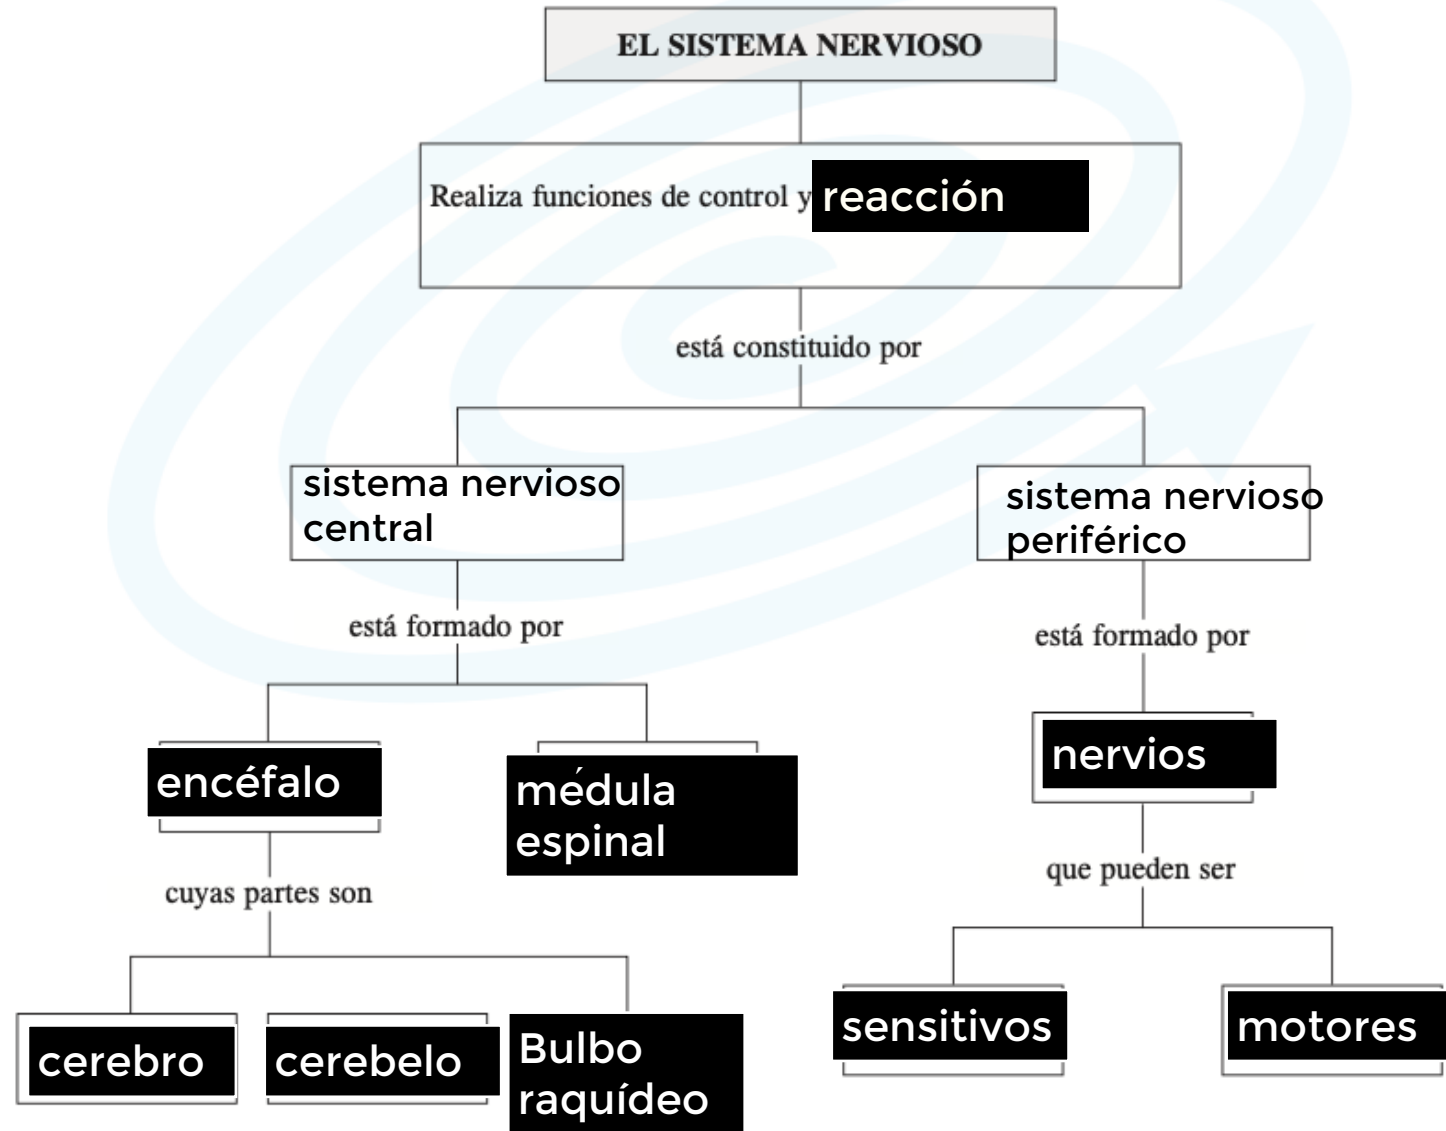 EL SISTEMA NERVIOSO
Realiza funciones de control y reacción
está constituido por
sistema nervioso
central
sistema nervioso
periférico
está formado por
está formado por
encéfalo
médula
espinal
nervios
cuyas partes son
que pueden ser
cerebro
cerebelo
Bulbo
raquídeo
sensitivos
motores